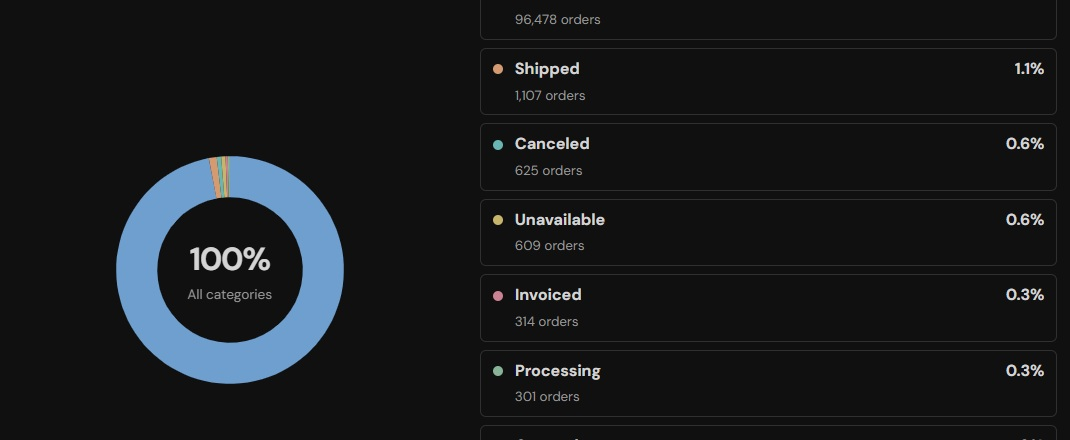 96,478 orders
Shipped
1.1%
1,107 orders
Canceled
0.6%
625 orders
Unavailable
0.6%
609 orders
Invoiced
0.3%
314 orders
Processing
0.3%
301 orders
100%
All categories